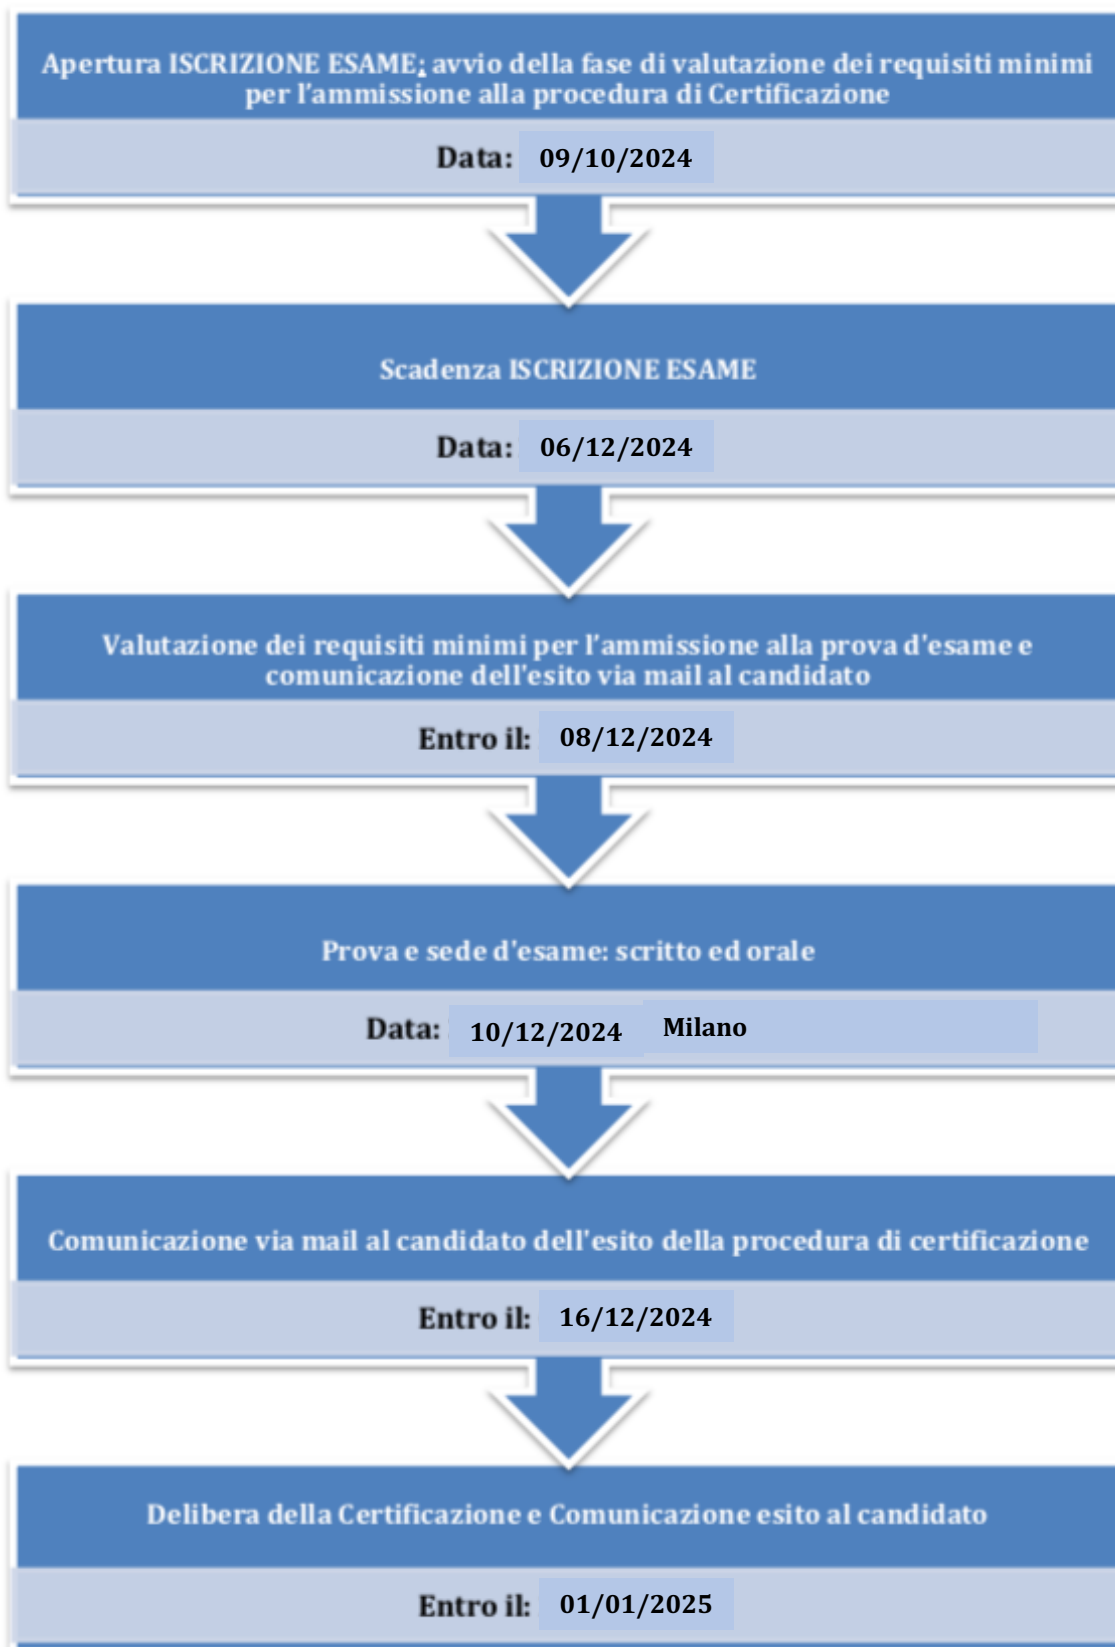 Apertura ISCRIZIONE ESAME; avvio della fase di valutazione dei requisiti minimi
per l'ammissione alla procedura di Certificazione
Data: 09/10/2024
Scadenza ISCRIZIONE ESAME
Data: 06/12/2024
Valutazione dei requisiti minimi per l'ammissione alla prova d'esame e
comunicazione dell'esito via mail al candidato
Entro il: 08/12/2024
Prova e sede d'esame: scritto ed orale
Data: 10/12/2024 Milano
Comunicazione via mail al candidato dell'esito della procedura di certificazione
Entro il: 16/12/2024
Delibera della Certificazione e Comunicazione esito al candidato
Entro il: 01/01/2025